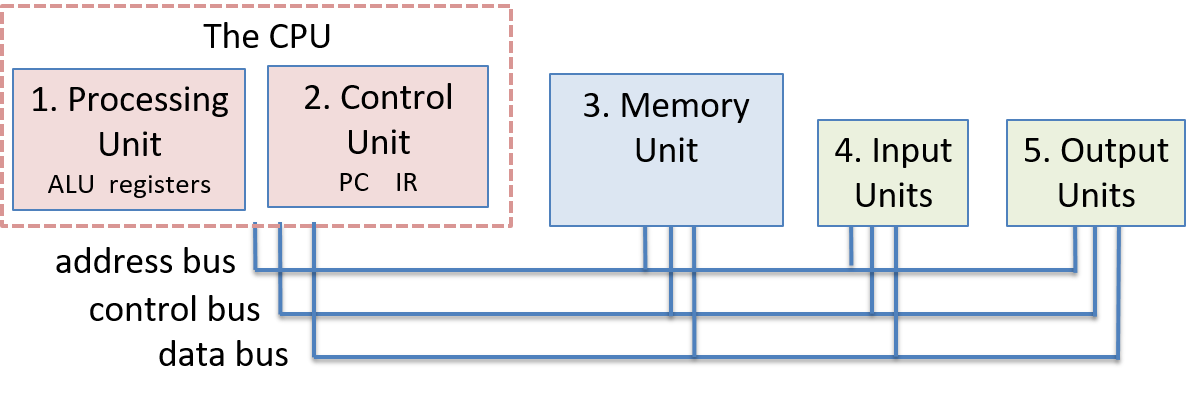 The CPU
1. Processing
Unit
ALU registers
2. Control
Unit
PC IR
3. Memory
Unit
4. Input
Units
5. Output
Units
address bus
control bus
data bus